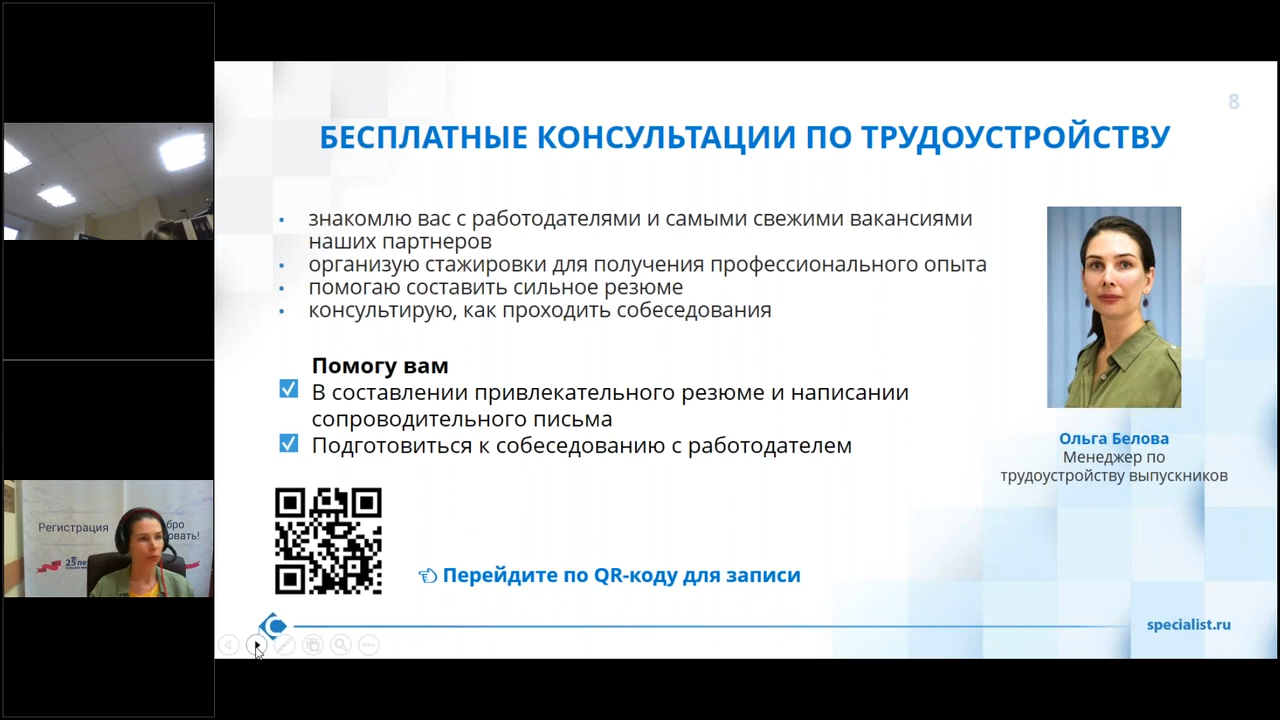 8
БЕСПЛАТНЫЕ КОНСУЛЬТАЦИИ ПО ТРУДОУСТРОЙСТВУ
• знакомлю вас с работодателями и самыми свежими вакансиями
наших партнеров
• организую стажировки для получения профессионального опыта
• помогаю составить сильное резюме
• консультирую, как проходить собеседования
Помогу вам
В составлении привлекательного резюме и написании
сопроводительного письма
Подготовиться к собеседованию с работодателем
Ольга Белова
Менеджер по
трудоустройству выпускников
Перейдите по QR-коду для записи
specialist.ru
Регистрация
25 лет